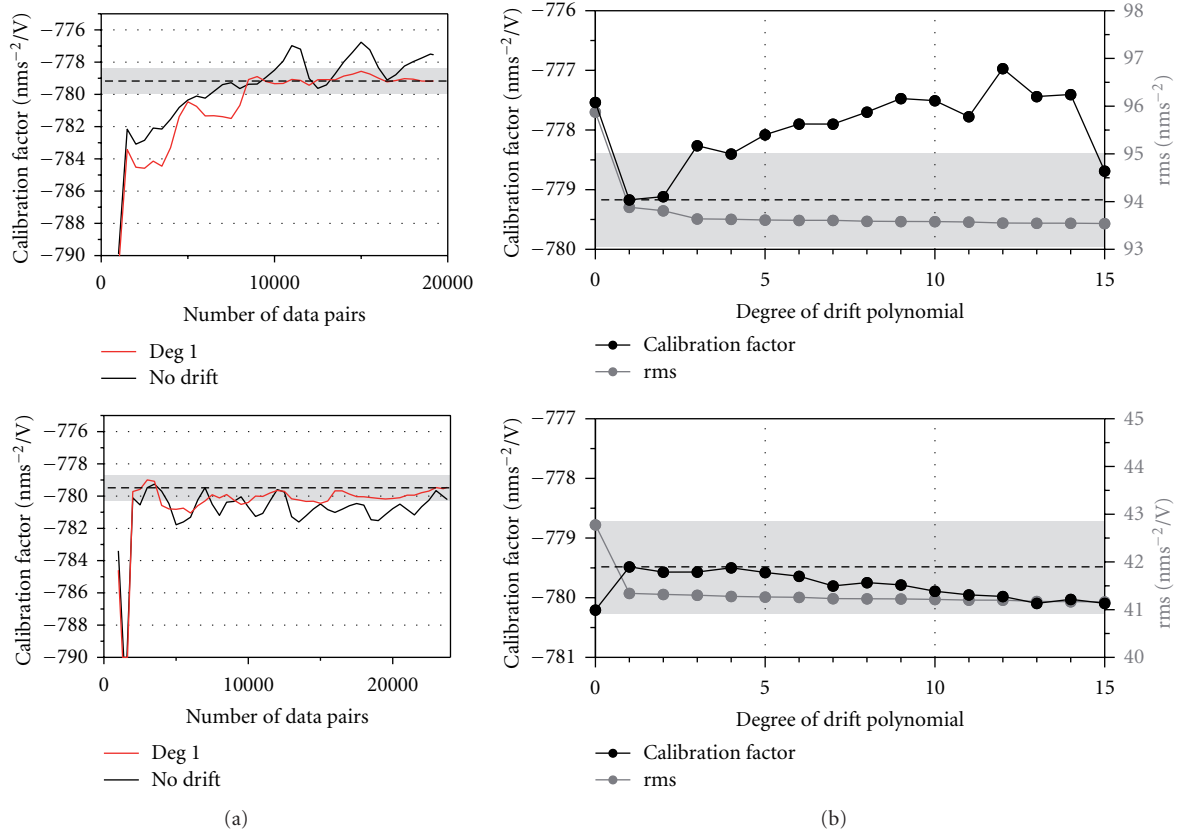 Calibration factor (nms−2/V)
−776
−778
−780
−782
−784
−786
−788
−790
0
10000
20000
Number of data pairs
Deg 1
No drift
Calibration factor (nms−2/V)
−776
−777
−778
−779
−780
98
97
96
95
94
93
rms (nms−2)
0
5
10
15
Degree of drift polynomial
Calibration factor
rms
Calibration factor (nms−2/V)
−776
−778
−780
−782
−784
−786
−788
−790
0
10000
20000
Number of data pairs
Deg 1
No drift
(a)
Calibration factor (nms−2/V)
−777
−778
−779
−780
−781
45
44
43
42
41
40
rms (nms−2/V)
0
5
10
15
Degree of drift polynomial
Calibration factor
rms
(b)